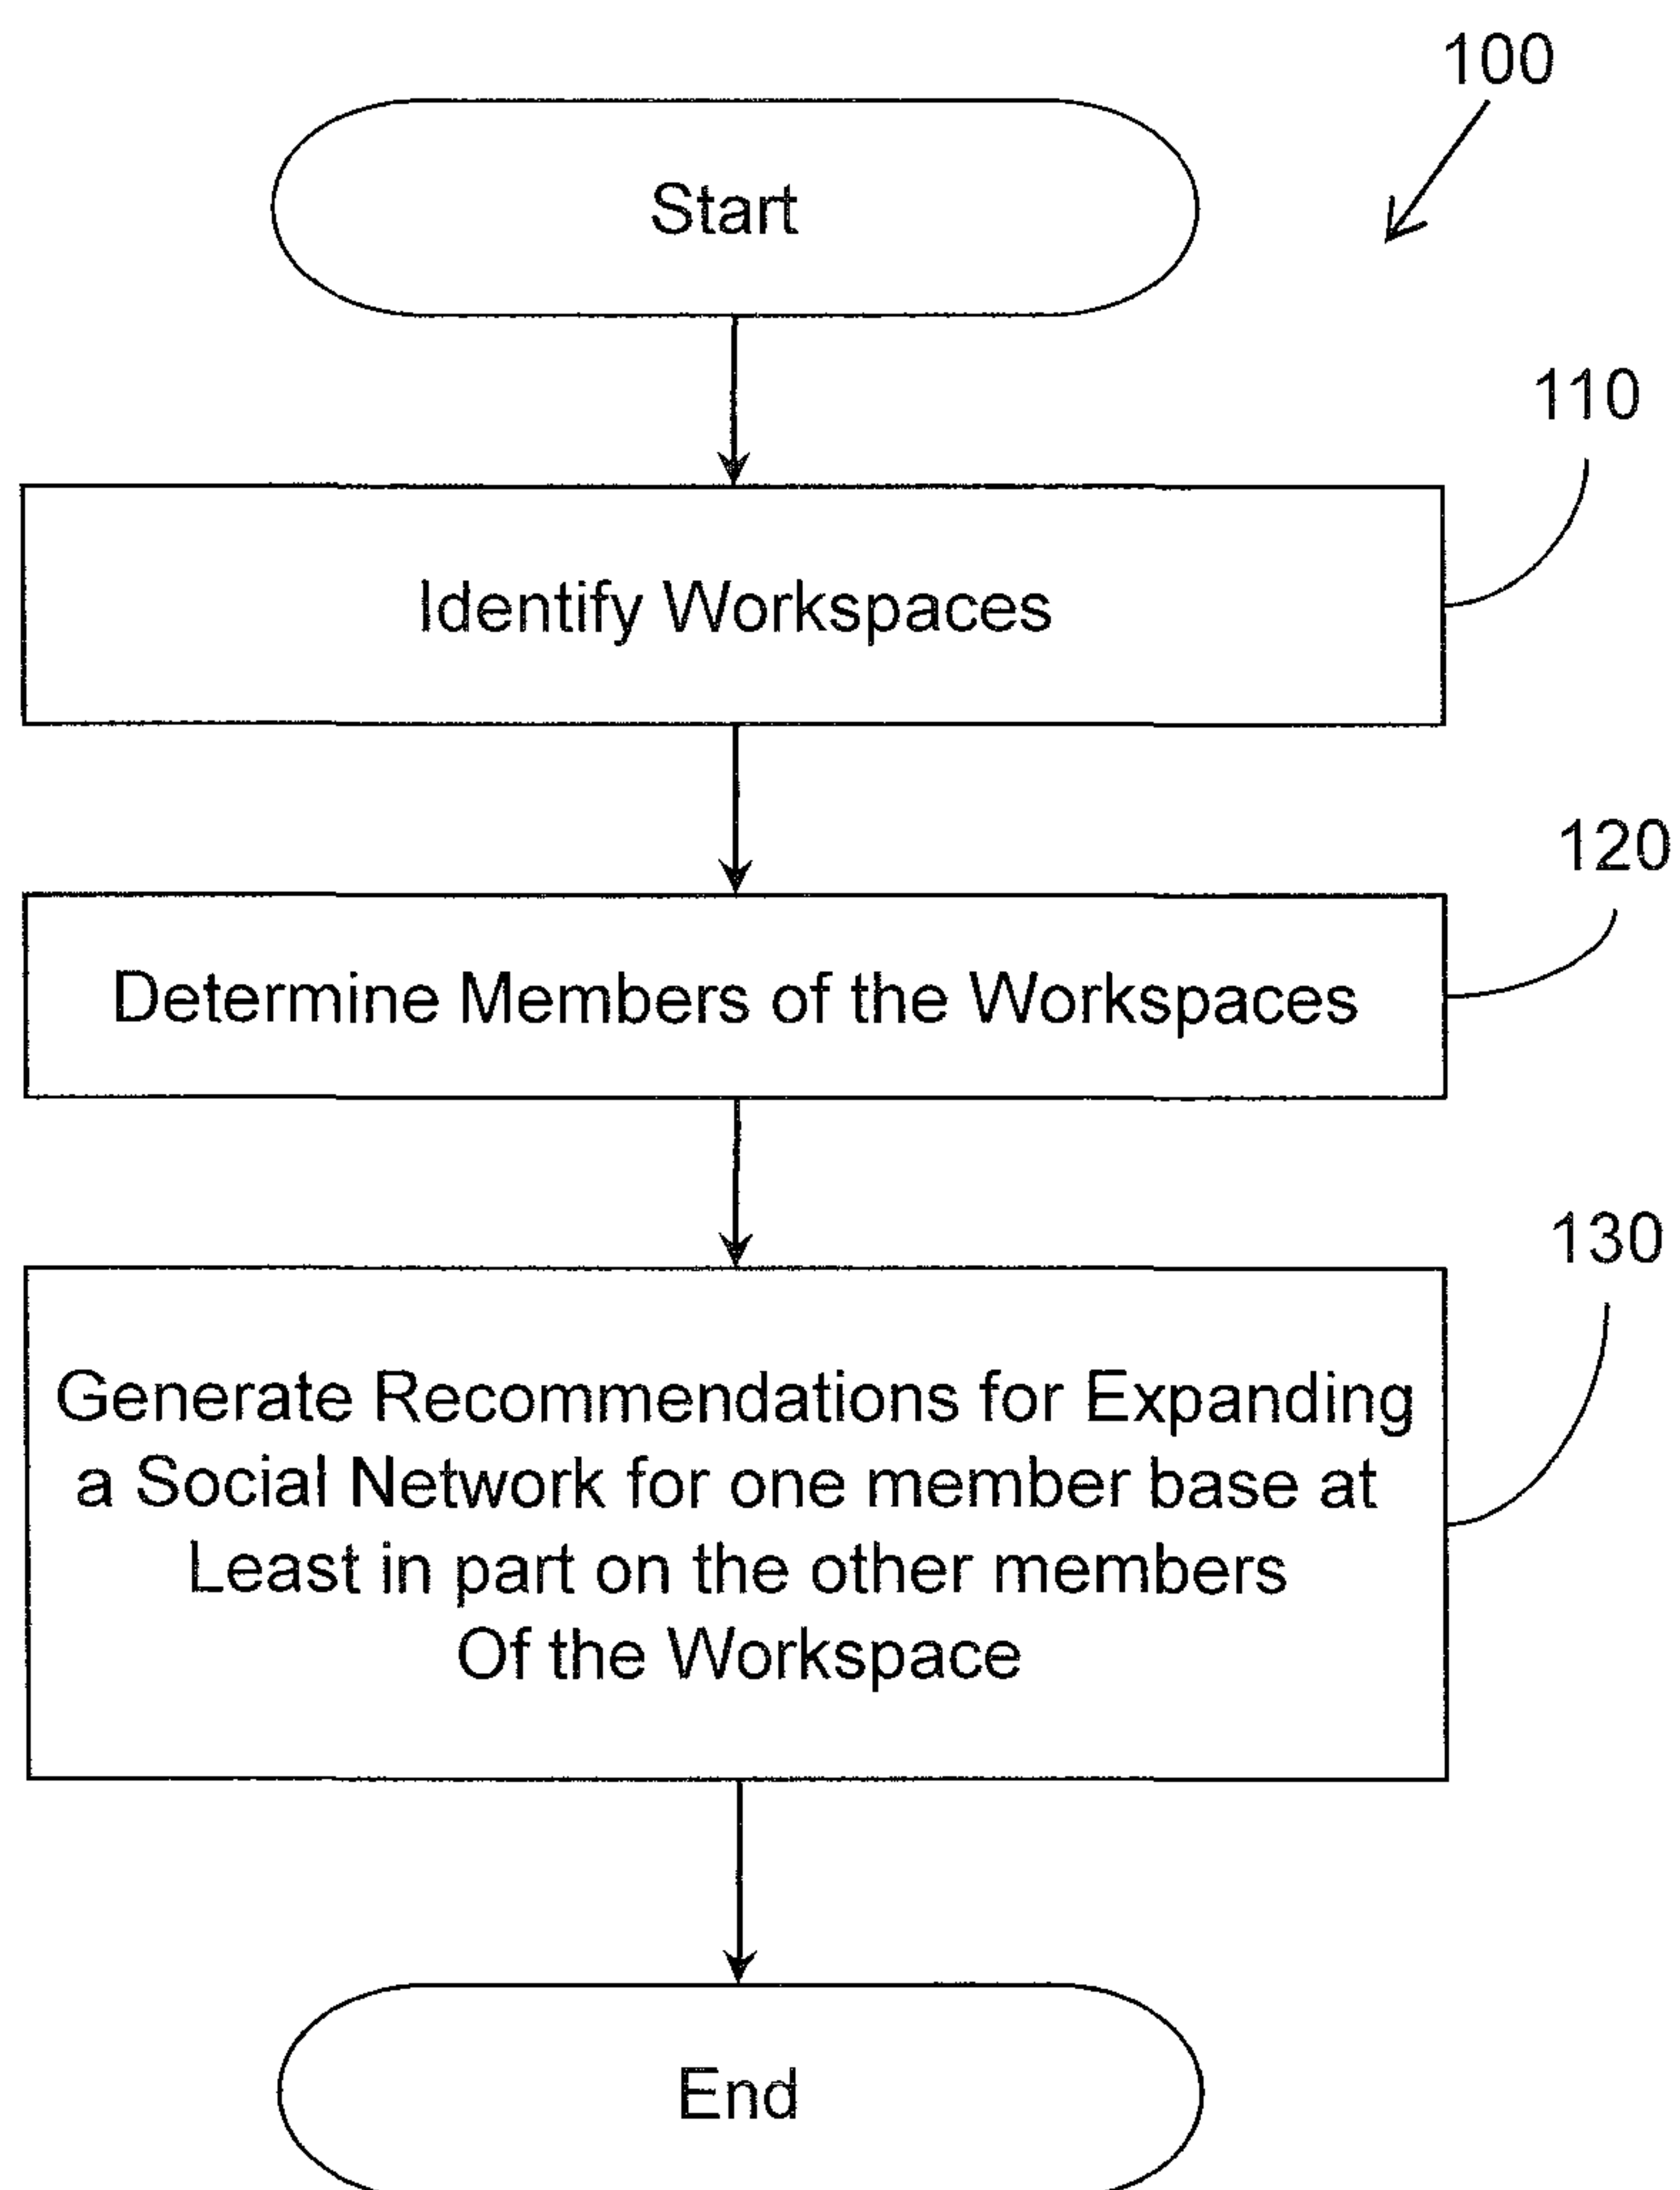 100
Start
110
Identify Workspaces
120
Determine Members of the Workspaces
130
Generate Recommendations for Expanding
a Social Network for one member base at
Least in part on the other members
Of the Workspace
End